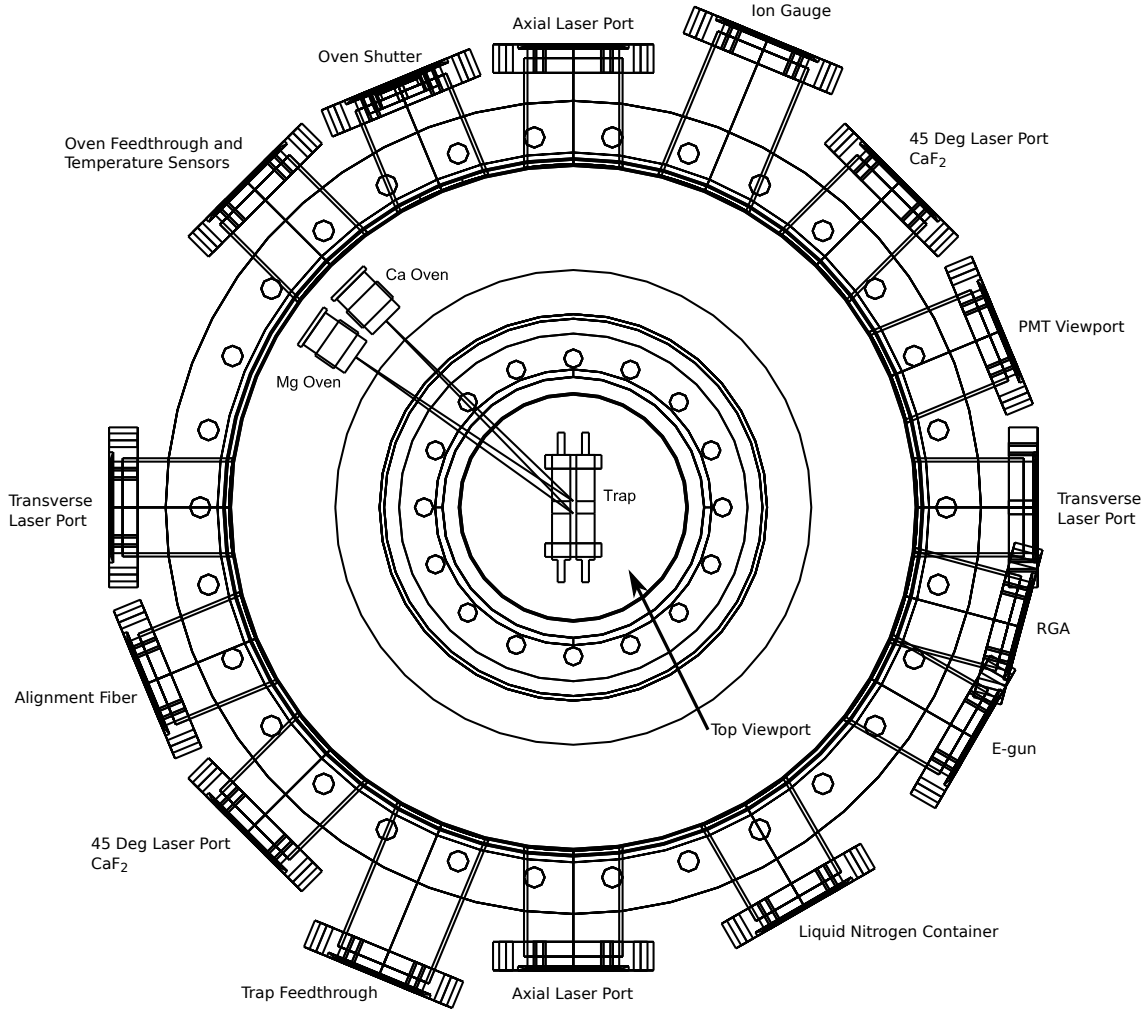 Ion Gauge
Axial Laser Port
Oven Shutter
Oven Feedthrough and
Temperature Sensors
45 Deg Laser Port
CaF2
Ca Oven
PMT Viewport
Mg Oven
Trap
Transverse
Laser Port
Transverse
Laser Port
RGA
Alignment Fiber
Top Viewport
E-gun
45 Deg Laser Port
CaF2
Liquid Nitrogen Container
Trap Feedthrough
Axial Laser Port